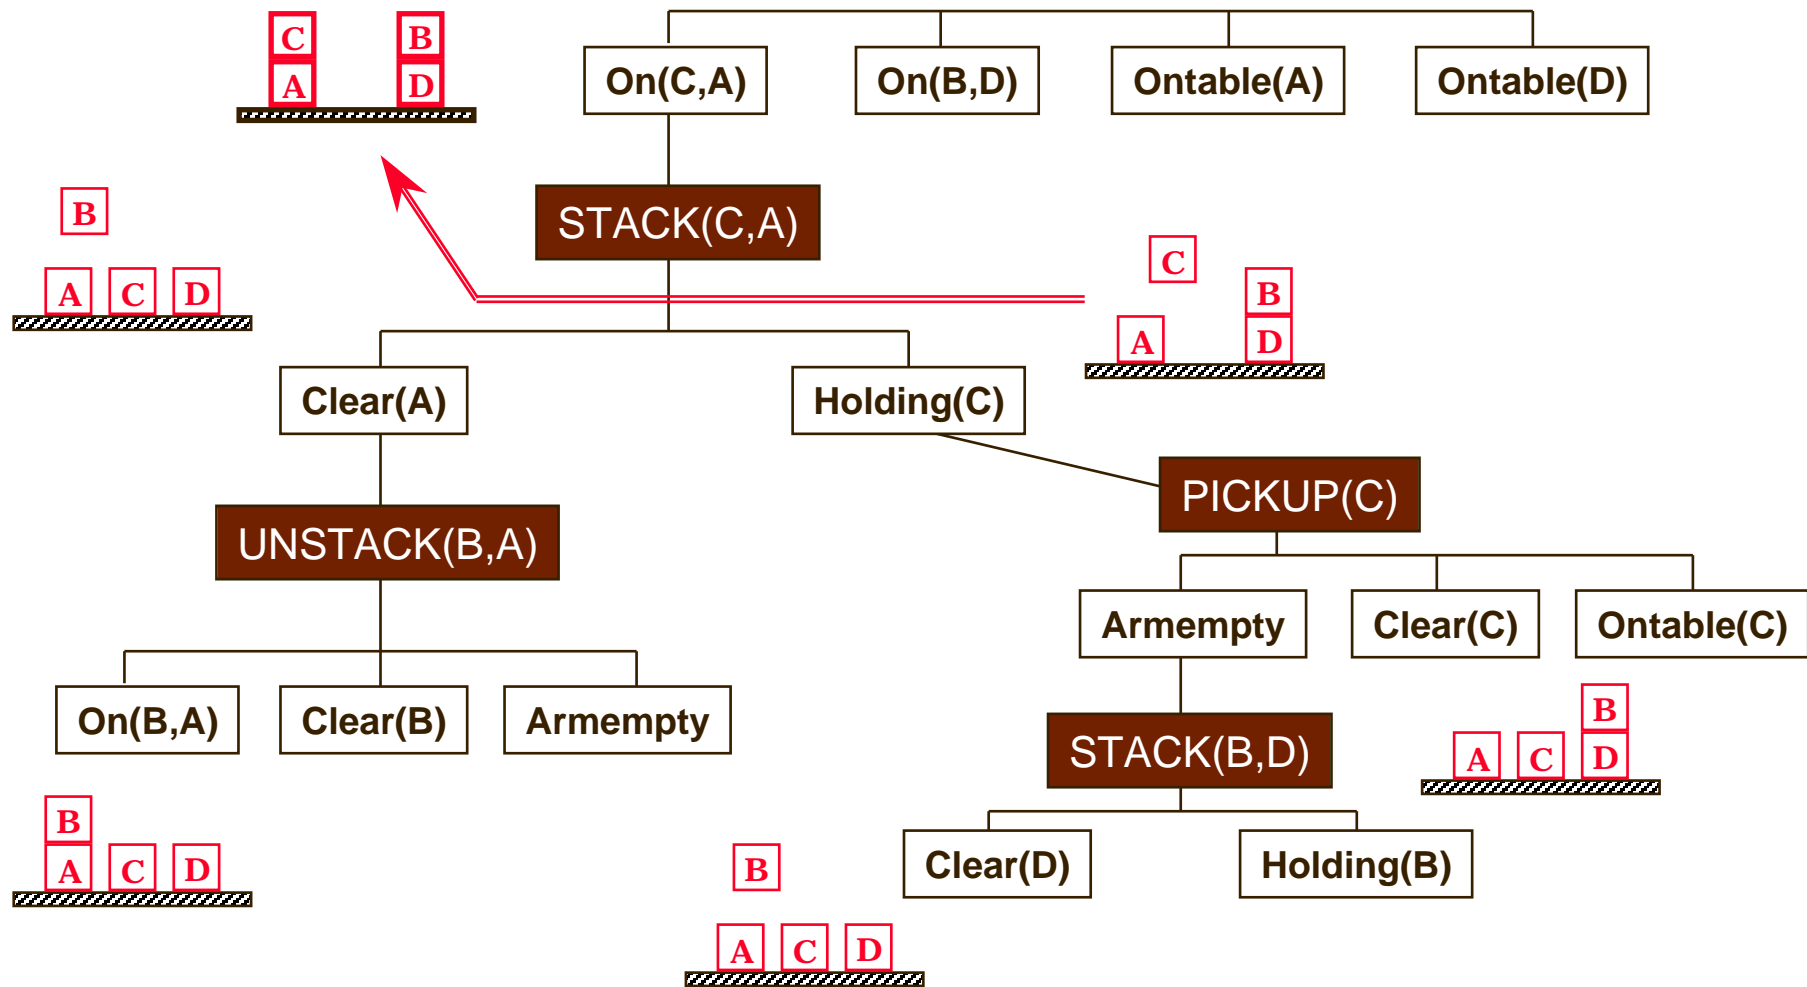 C B
A D
On(C,A) On(B,D) Ontable(A) Ontable(D)
STACK(C,A)
B
A C D
C
B
A D
Clear(A) Holding(C)
PICKUP(C)
UNSTACK(B,A)
Armempty Clear(C) Ontable(C)
On(B,A) Clear(B) Armempty
STACK(B,D)
B
A C D
B
A C D
Clear(D) Holding(B)
B
A C D